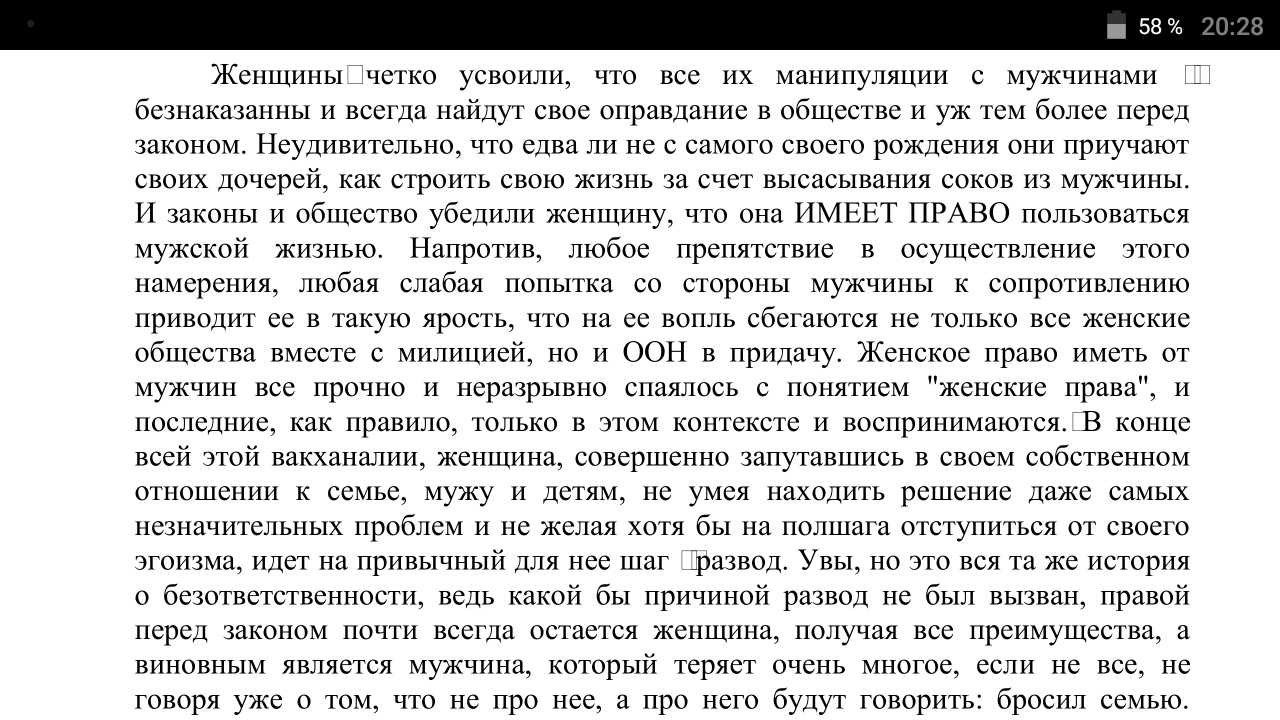 58 % 20:28
Женщины четко усвоили, что все их манипуляции с мужчинами
безнаказанны и всегда найдут свое оправдание в обществе и уж тем более перед
законом. Неудивительно, что едва ли не с самого своего рождения они приучают
своих дочерей, как строить свою жизнь за счет высасывания соков из мужчины.
И законы и общество убедили женщину, что она ИМЕЕТ ПРАВО пользоваться
мужской жизнью. Напротив, любое препятствие в осуществление этого
намерения, любая слабая попытка со стороны мужчины к сопротивлению
приводит ее в такую ярость, что на ее вопль сбегаются не только все женские
общества вместе с милицией, но и ООН в придачу. Женское право иметь от
мужчин все прочно и неразрывно спаялось с понятием "женские права", и
последние, как правило, только в этом контексте и воспринимаются. В конце
всей этой вакханалии, женщина, совершенно запутавшись в своем собственном
отношении к семье, мужу и детям, не умея находить решение даже самых
незначительных проблем и не желая хотя бы на полшага отступиться от своего
эгоизма, идет на привычный для нее шаг развод. Увы, но это вся та же история
о безответственности, ведь какой бы причиной развод не был вызван, правой
перед законом почти всегда остается женщина, получая все преимущества, а
виновным является мужчина, который теряет очень многое, если не все, не
говоря уже о том, что не про нее, а про него будут говорить: бросил семью.